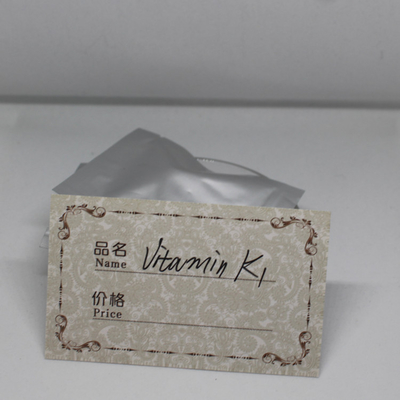 品名 Vitamin K1
Name
价格
Price